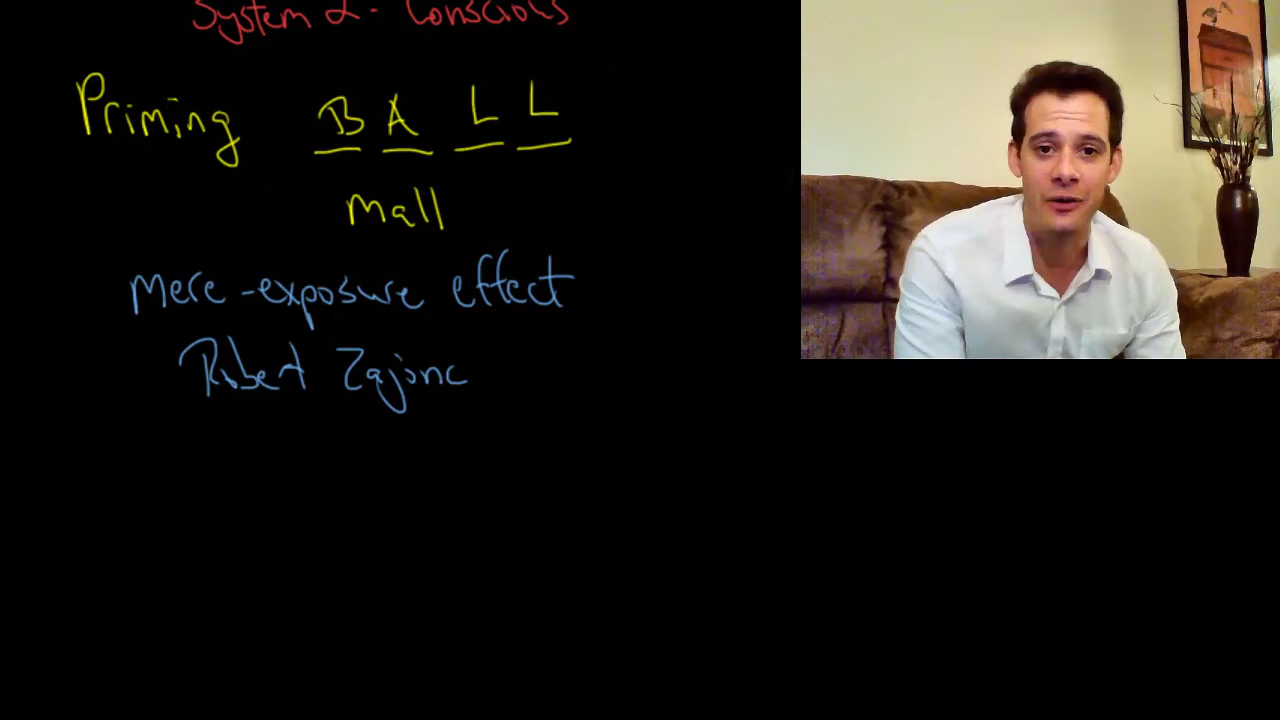 System 2 - Conscious
Priming B A L L
Mall
mere-exposure effect
Robert Zajonc